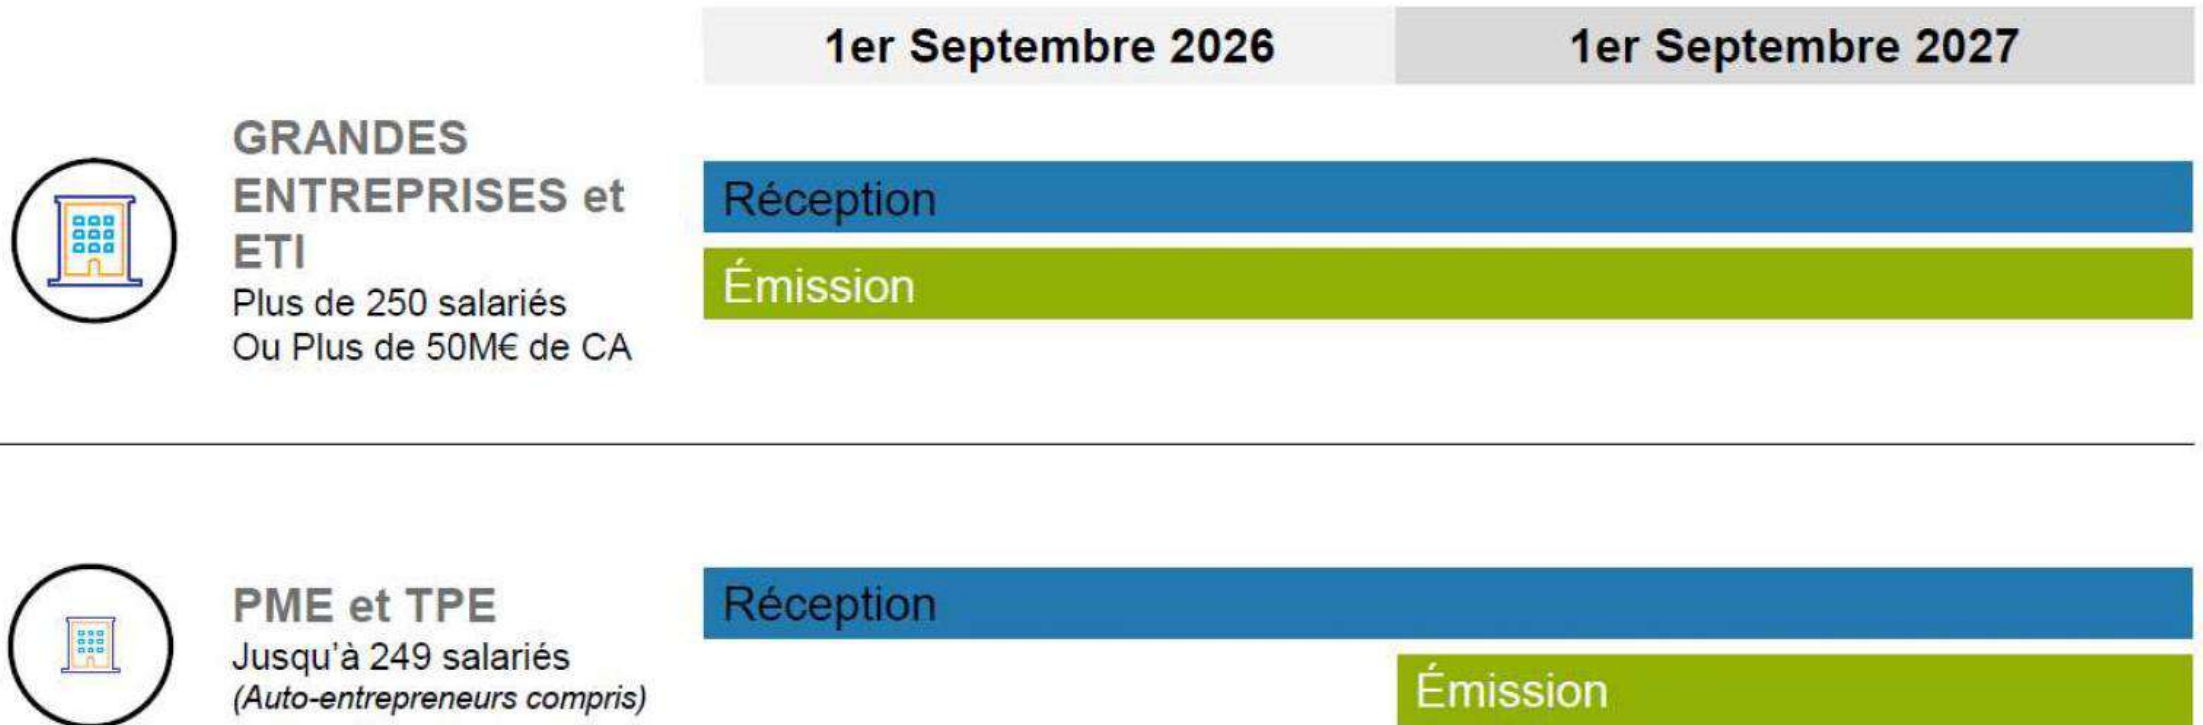 1er Septembre 2026
1er Septembre 2027
GRANDES
ENTREPRISES et
ETI
Plus de 250 salariés
Ou Plus de 50M€ de CA
Réception
Émission
PME et TPE
Jusqu'à 249 salariés
(Auto-entrepreneurs compris)
Réception
Émission